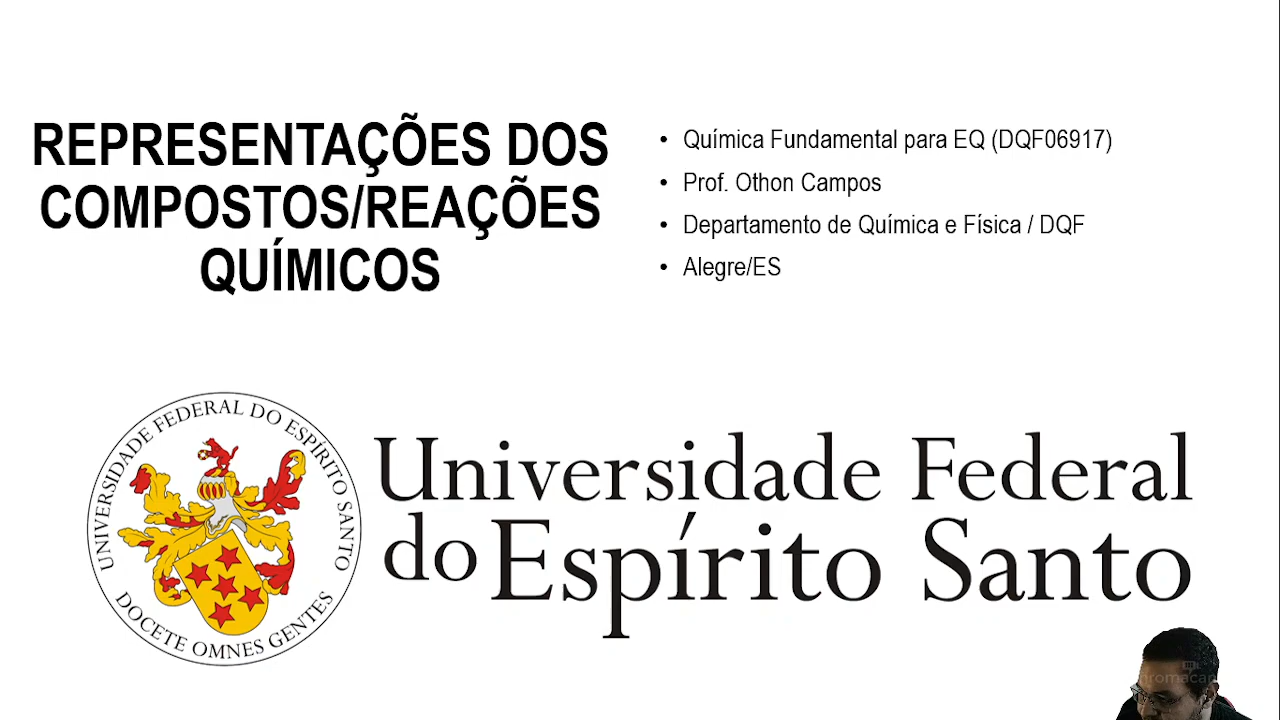 REPRESENTAÇÕES DOS
COMPOSTOS/REAÇÕES
QUÍMICOS
• Química Fundamental para EQ (DQF06917)
• Prof. Othon Campos
• Departamento de Química e Física / DQF
• Alegre/ES
UNIVERSIDADE FEDERAL DO ESPÍRITO SANTO
DOCETE OMNES GENTES
Universidade Federal
do Espírito Santo